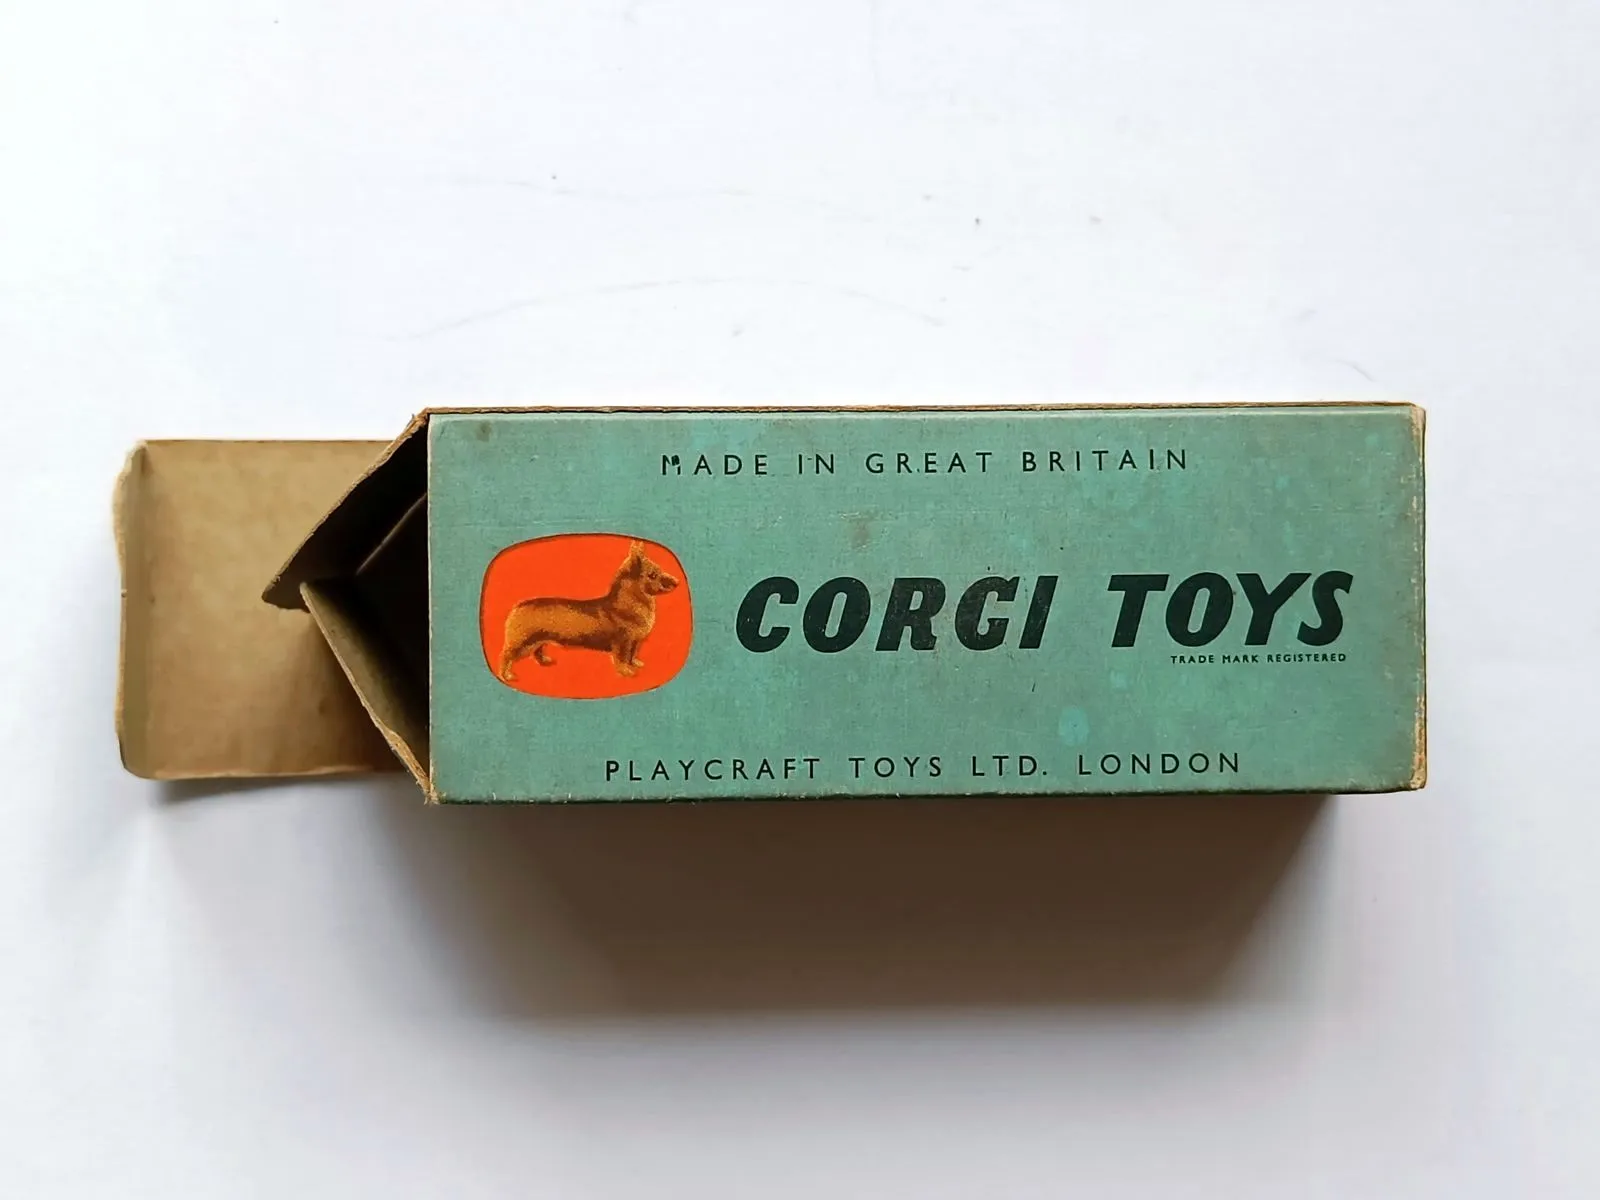 MADE IN GREAT BRITAIN
CORGI TOYS
TRADE MARK REGISTERED
PLAYCRAFT TOYS LTD. LONDON